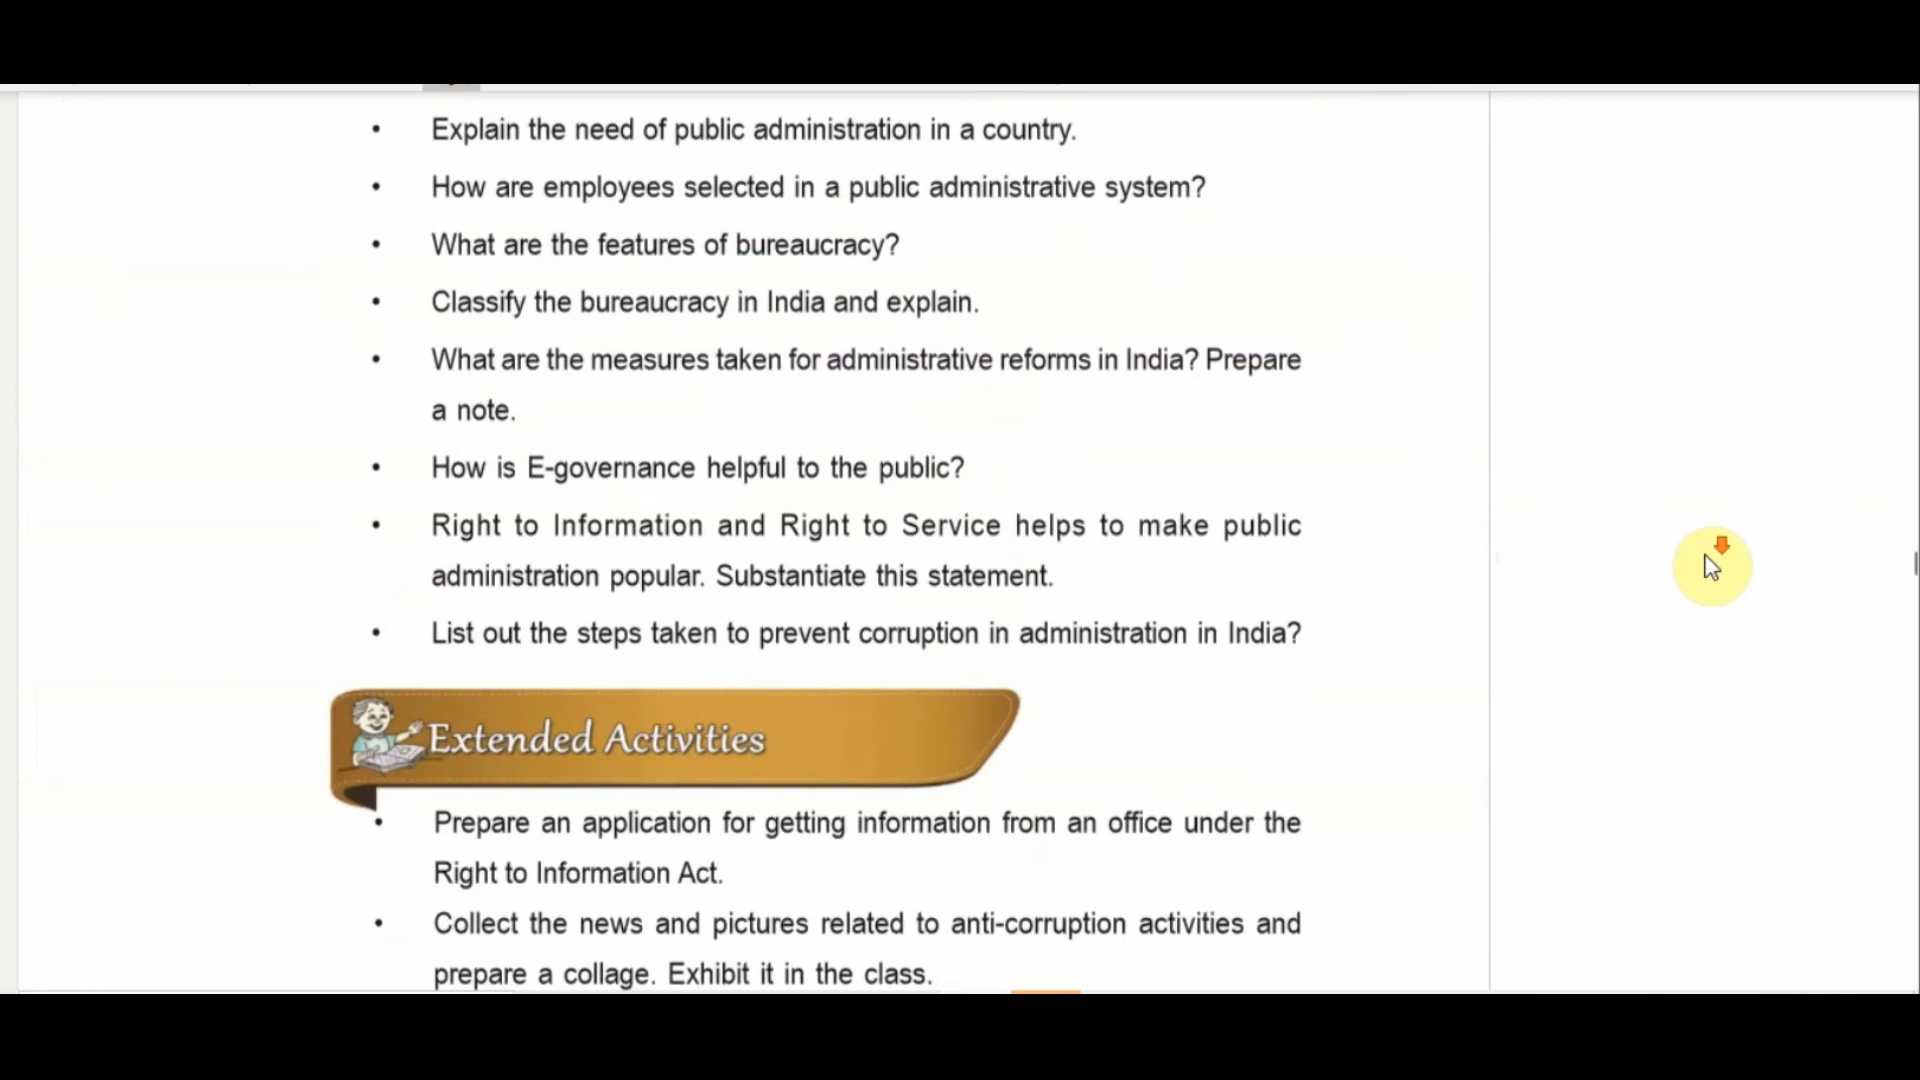 • Explain the need of public administration in a country.
• How are employees selected in a public administrative system?
• What are the features of bureaucracy?
• Classify the bureaucracy in India and explain.
• What are the measures taken for administrative reforms in India? Prepare
a note.
• How is E-governance helpful to the public?
• Right to Information and Right to Service helps to make public
administration popular. Substantiate this statement.
• List out the steps taken to prevent corruption in administration in India?
Extended Activities
• Prepare an application for getting information from an office under the
Right to Information Act.
• Collect the news and pictures related to anti-corruption activities and
prepare a collage. Exhibit it in the class.